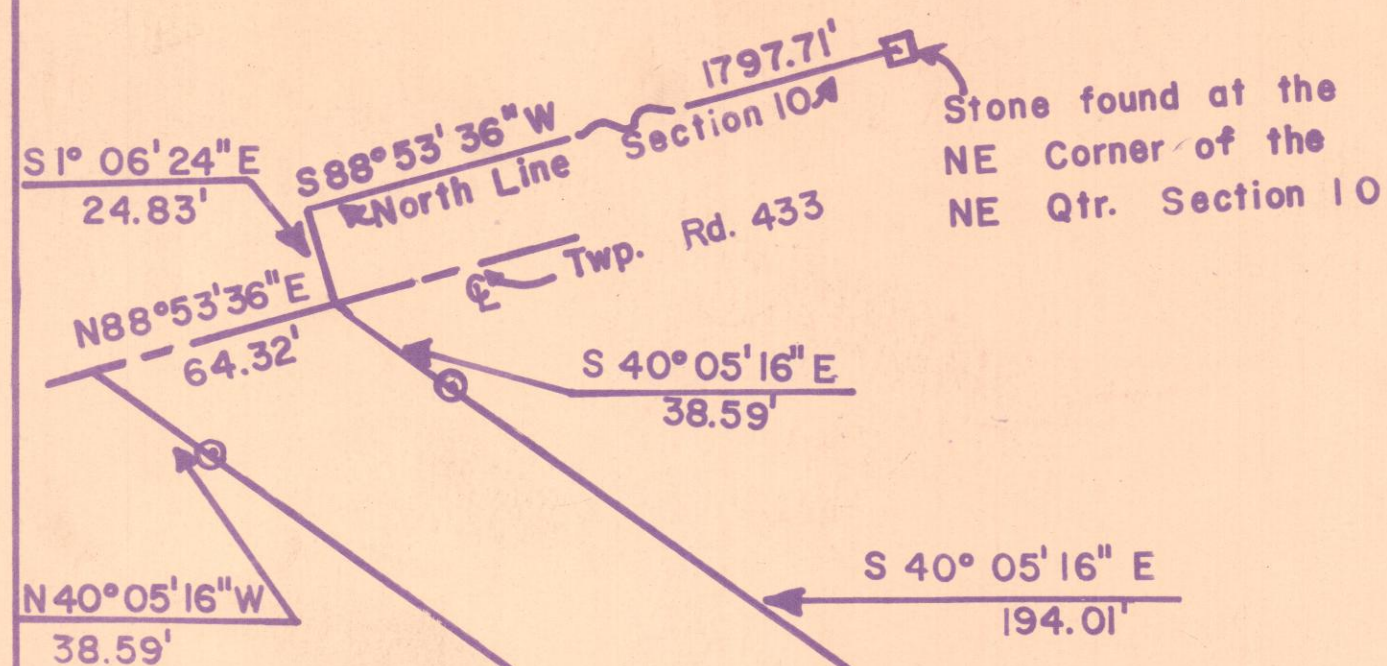 1797.71'
S88°53'36"W
Section 10
North Line
Stone found at the
NE Corner of the
NE Qtr. Section 10
S 1° 06' 24" E
24.83'
Twp. Rd. 433
℄
N88°53'36"E
64.32'
S 40° 05' 16" E
38.59'
N 40° 05' 16" W
38.59'
S 40° 05' 16" E
194.01'